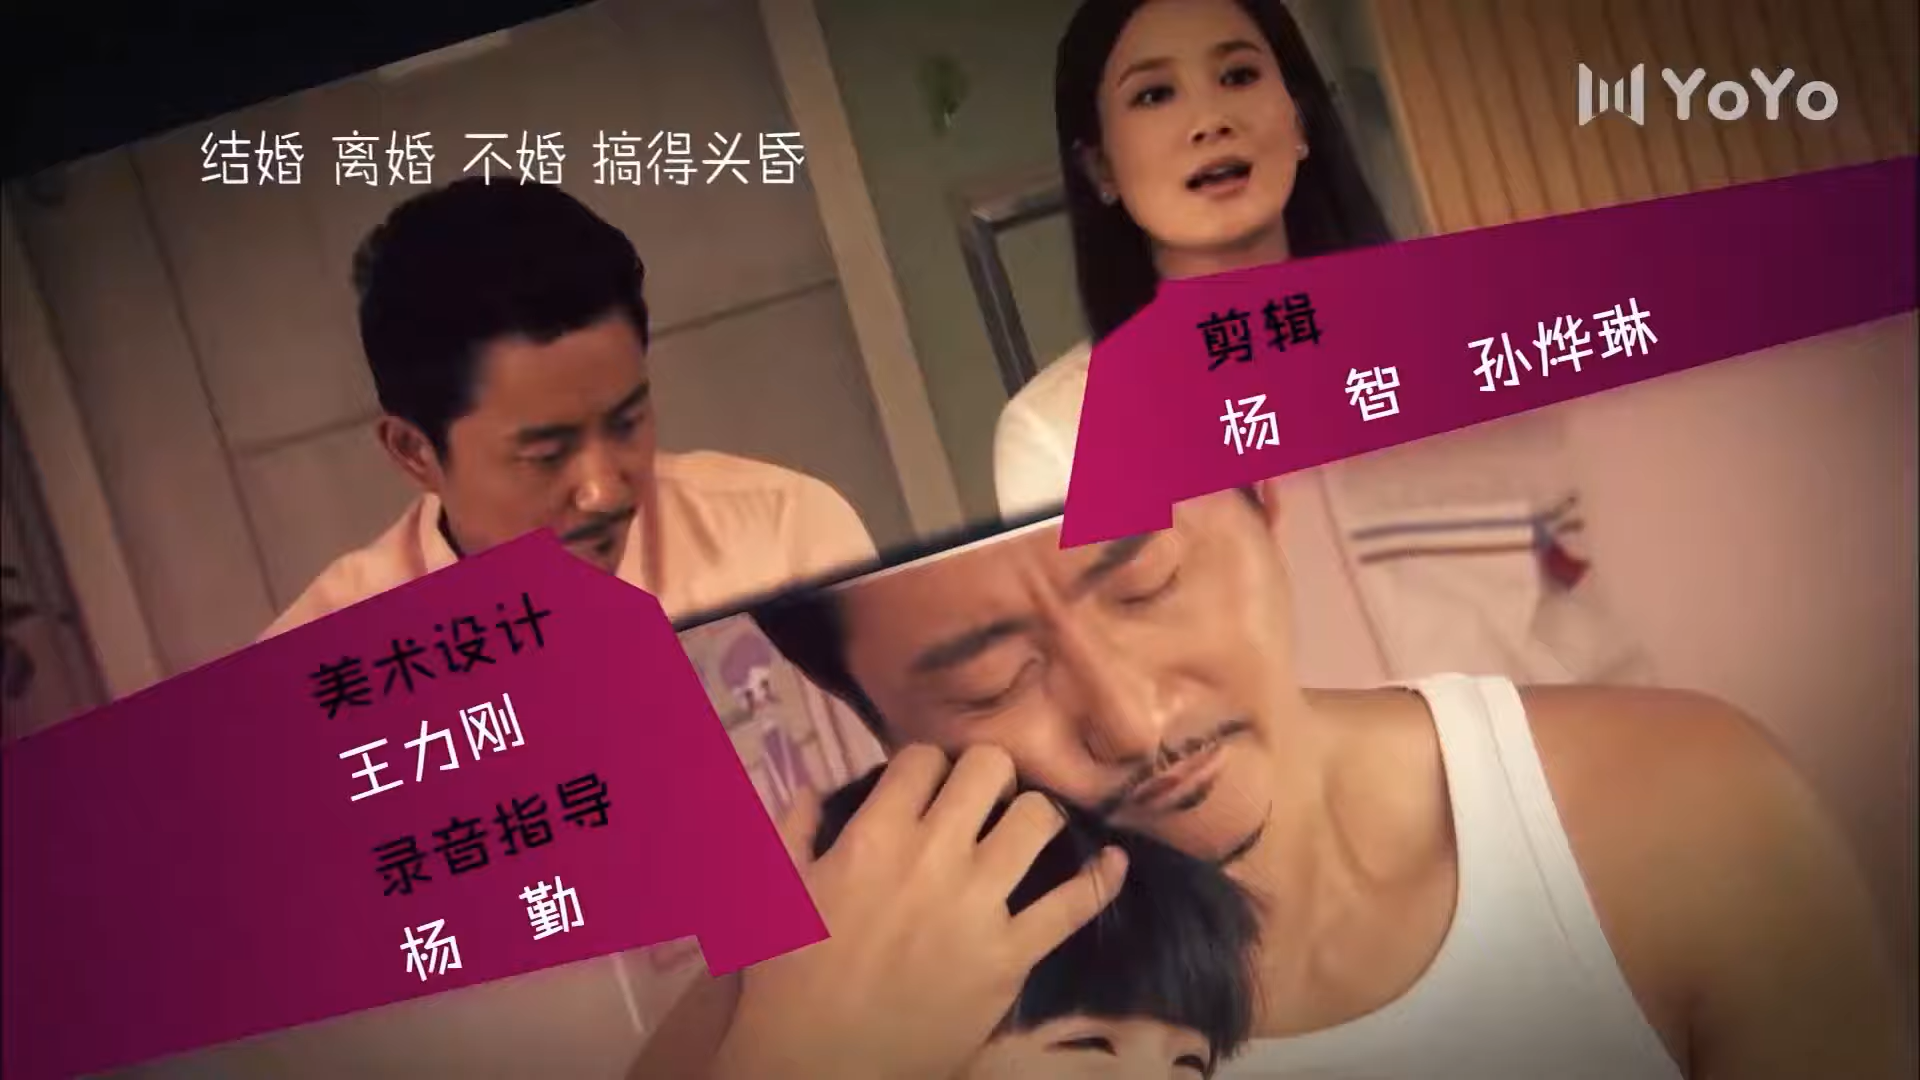 YoYo
结婚 离婚 不婚 搞得头昏
剪辑
杨 智 孙烨琳
美术设计
王力刚
录音指导
杨 勤